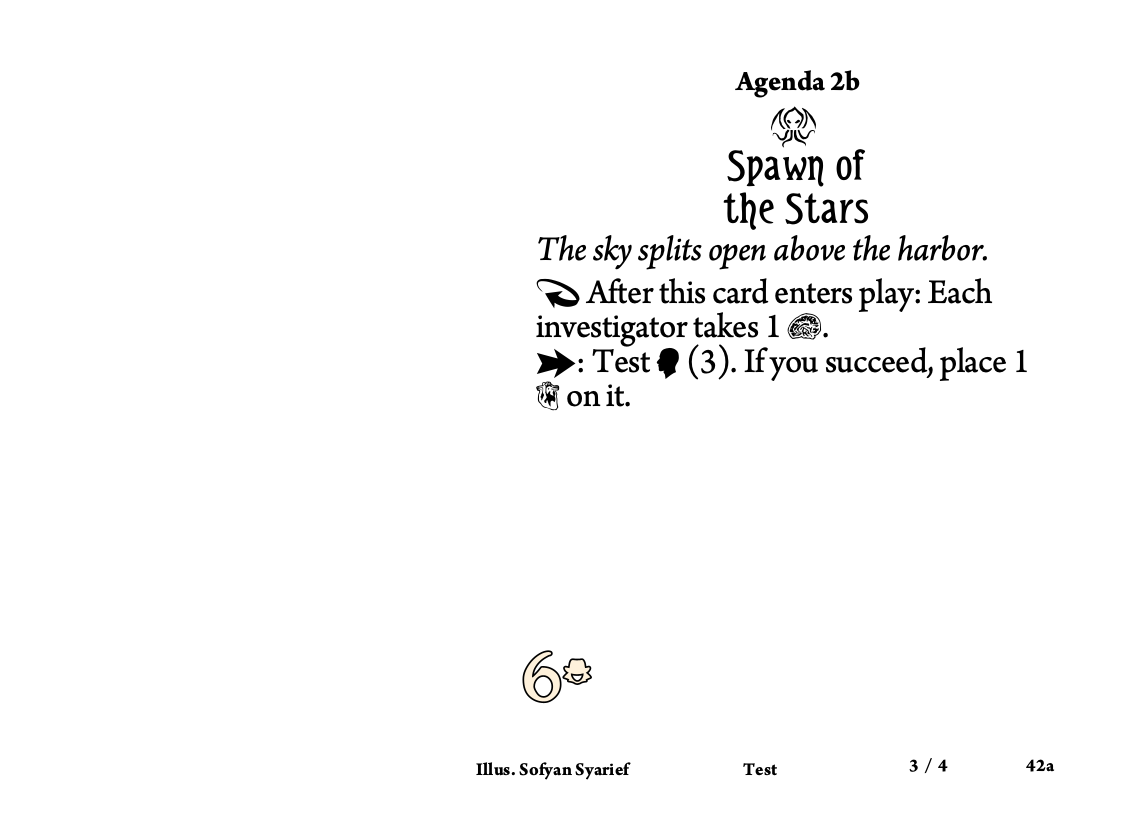 Agenda 2b
Spawn of
the Stars
The sky splits open above the harbor.
After this card enters play: Each
investigator takes 1 .
: Test (3). If you succeed, place 1
on it.
6
Illus. Sofyan Syarief
Test
3 / 4
42a